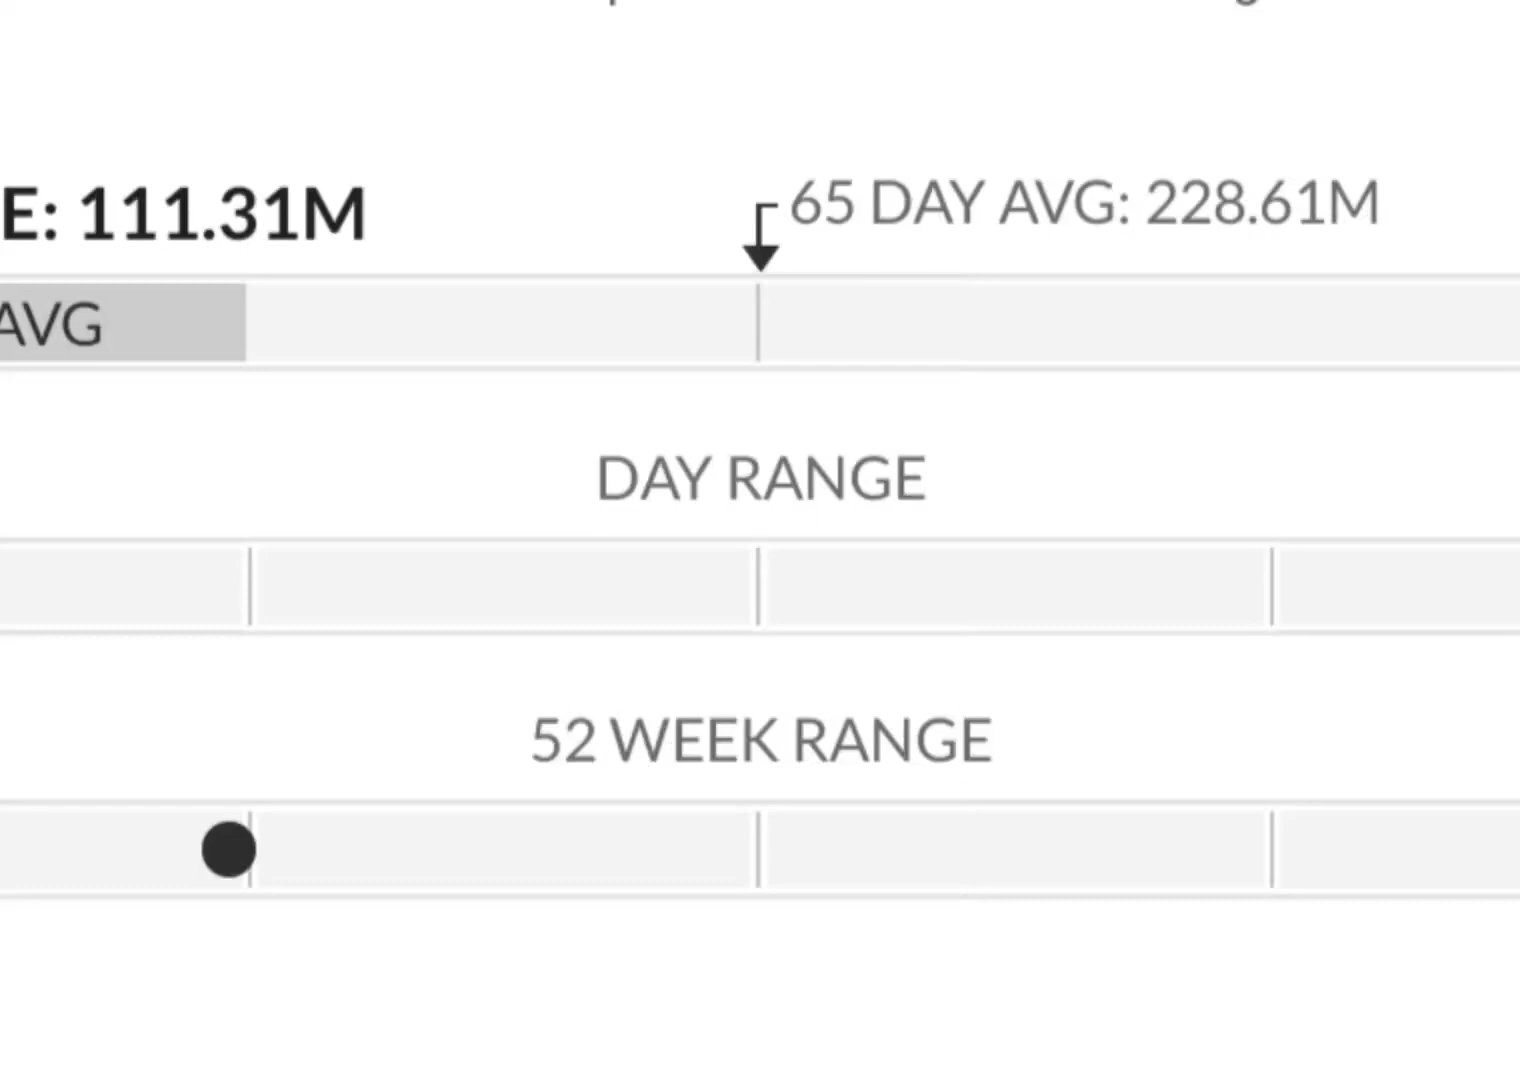 E: 111.31M
65 DAY AVG: 228.61M
AVG
DAY RANGE
52 WEEK RANGE